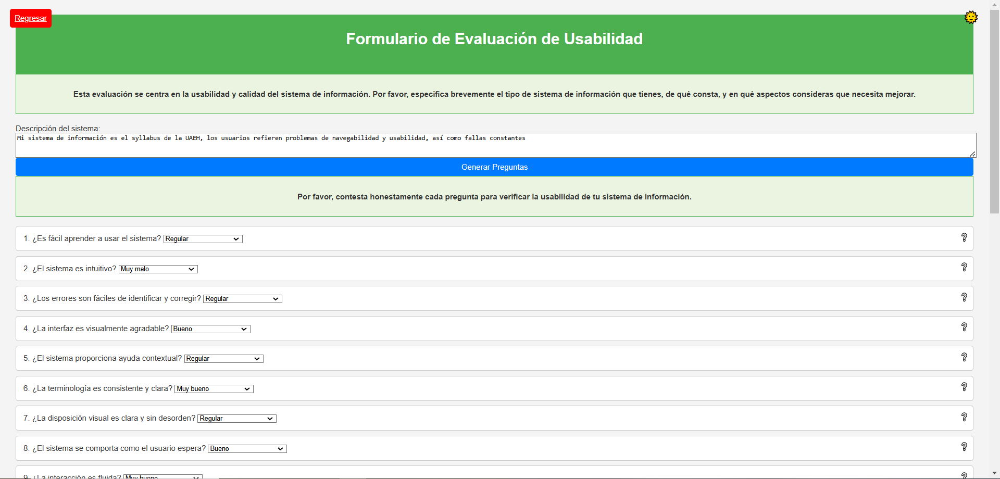 Regresar
Formulario de Evaluación de Usabilidad
Esta evaluación se centra en la usabilidad y calidad del sistema de información. Por favor, especifica brevemente el tipo de sistema de información que tienes, de qué consta, y en qué aspectos consideras que necesita mejorar.
Descripción del sistema:
Mi sistema de información es el syllabus de la UAEH, los usuarios refieren problemas de navegabilidad y usabilidad, así como fallas constantes
Generar Preguntas
Por favor, contesta honestamente cada pregunta para verificar la usabilidad de tu sistema de información.
1. ¿Es fácil aprender a usar el sistema? Regular
2. ¿El sistema es intuitivo? Muy malo
3. ¿Los errores son fáciles de identificar y corregir? Regular
4. ¿La interfaz es visualmente agradable? Bueno
5. ¿El sistema proporciona ayuda contextual? Regular
6. ¿La terminología es consistente y clara? Muy bueno
7. ¿La disposición visual es clara y sin desorden? Regular
8. ¿El sistema se comporta como el usuario espera? Bueno
9. ¿La interacción es fluida? Muy bueno